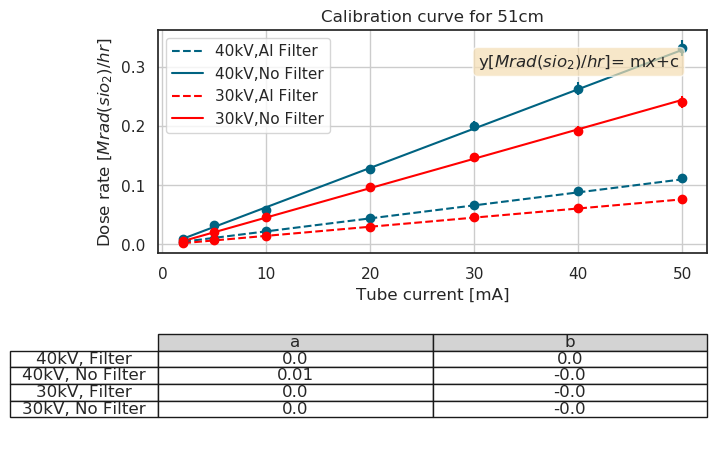 Calibration curve for 51cm
40kV,Al Filter
40kV,No Filter
30kV,Al Filter
30kV,No Filter
y[Mrad(sio₂)/hr]= mx+c
Dose rate [Mrad(sio₂)/hr]
0.3
0.2
0.1
0.0
0 10 20 30 40 50
Tube current [mA]
a b
40kV, Filter 0.0 0.0
40kV, No Filter 0.01 -0.0
30kV, Filter 0.0 -0.0
30kV, No Filter 0.0 -0.0